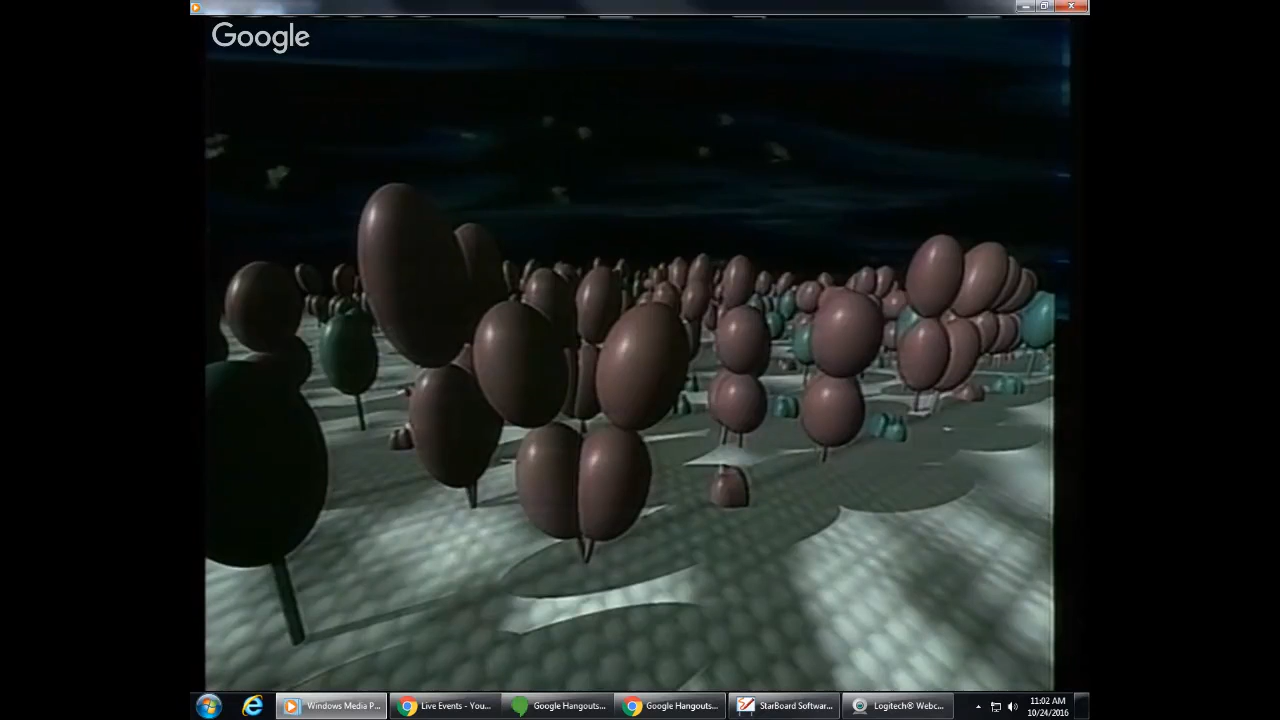 Google
Windows Media P...
Live Events - You...
Google Hangouts...
Google Hangouts...
StarBoard Softwar...
Logitech® Webc...
11:02 AM
10/24/2016